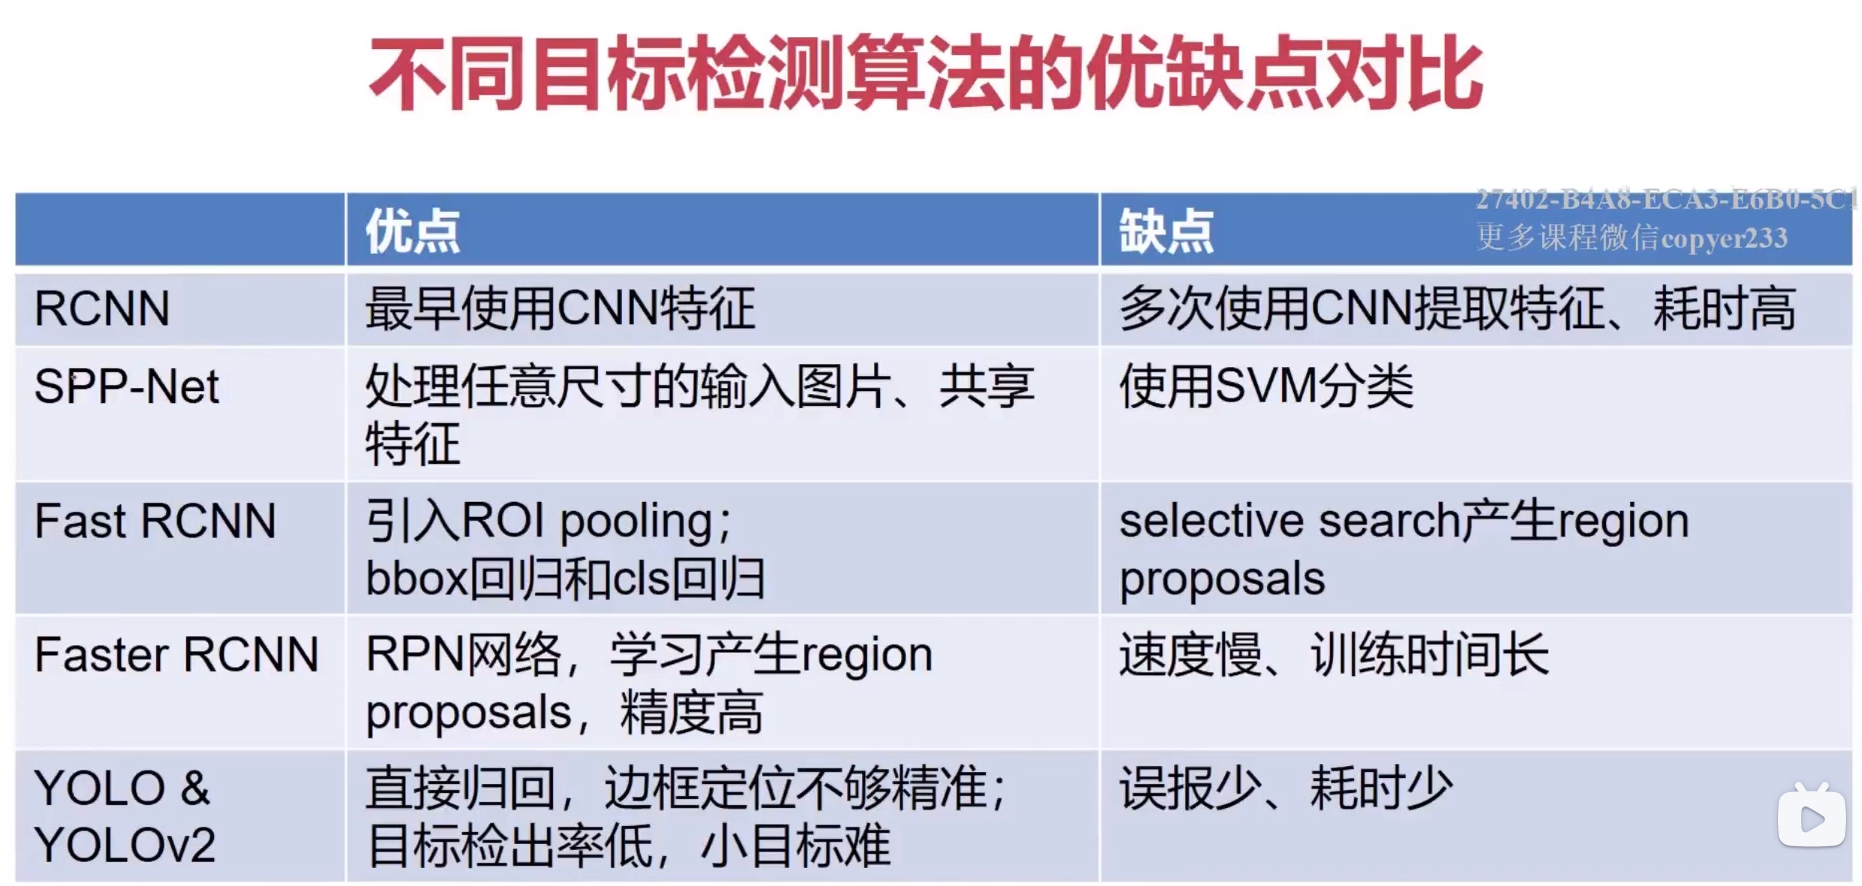 不同目标检测算法的优缺点对比
27402-B4A8-ECA3-E6B0-5C1
更多课程微信copyer233
优点
缺点
RCNN
最早使用CNN特征
多次使用CNN提取特征、耗时高
SPP-Net
处理任意尺寸的输入图片、共享
特征
使用SVM分类
Fast RCNN
引入ROI pooling；
bbox回归和cls回归
selective search产生region
proposals
Faster RCNN
RPN网络，学习产生region
proposals，精度高
速度慢、训练时间长
YOLO &
YOLOv2
直接归回，边框定位不够精准；
目标检出率低，小目标难
误报少、耗时少